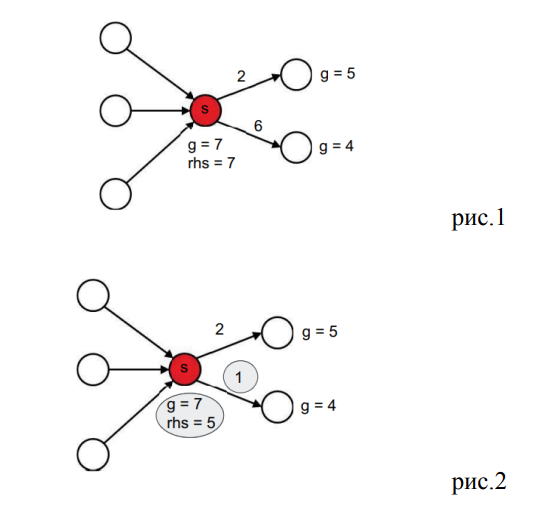 2
g = 5
s
6
g = 7
rhs = 7
g = 4
рис.1
2
g = 5
s
1
g = 7
rhs = 5
g = 4
рис.2